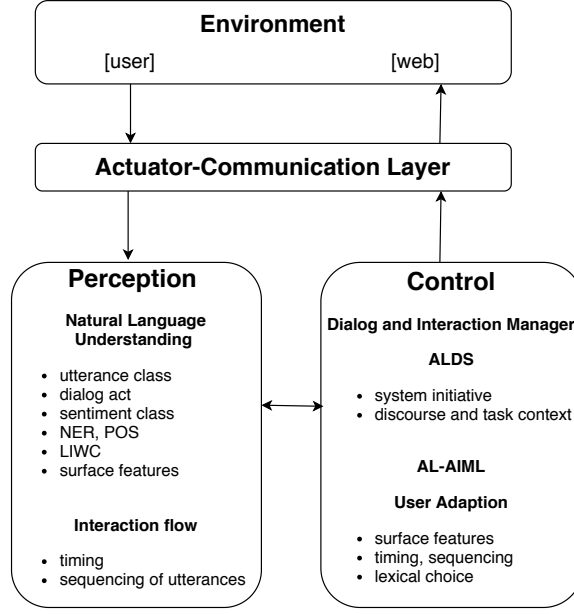 Environment
[user] [web]
Actuator-Communication Layer
Perception
Natural Language
Understanding
• utterance class
• dialog act
• sentiment class
• NER, POS
• LIWC
• surface features
Interaction flow
• timing
• sequencing of utterances
Control
Dialog and Interaction Manager
ALDS
• system initiative
• discourse and task context
AL-AIML
User Adaption
• surface features
• timing, sequencing
• lexical choice